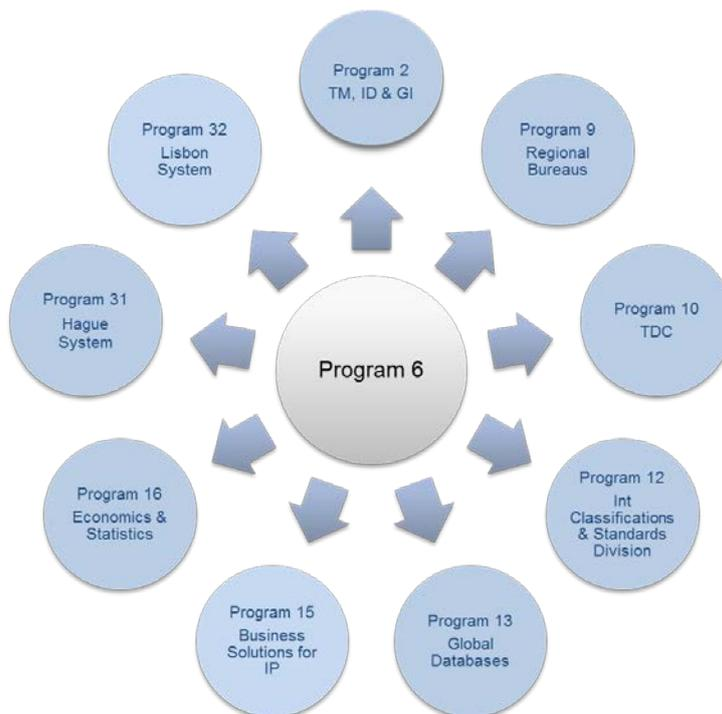 Program 2
TM, ID & GI
Program 32
Lisbon
System
Program 9
Regional
Bureaus
Program 31
Hague
System
Program 10
TDC
Program 6
Program 16
Economics &
Statistics
Program 12
Int
Classifications
& Standards
Division
Program 15
Business
Solutions for
IP
Program 13
Global
Databases